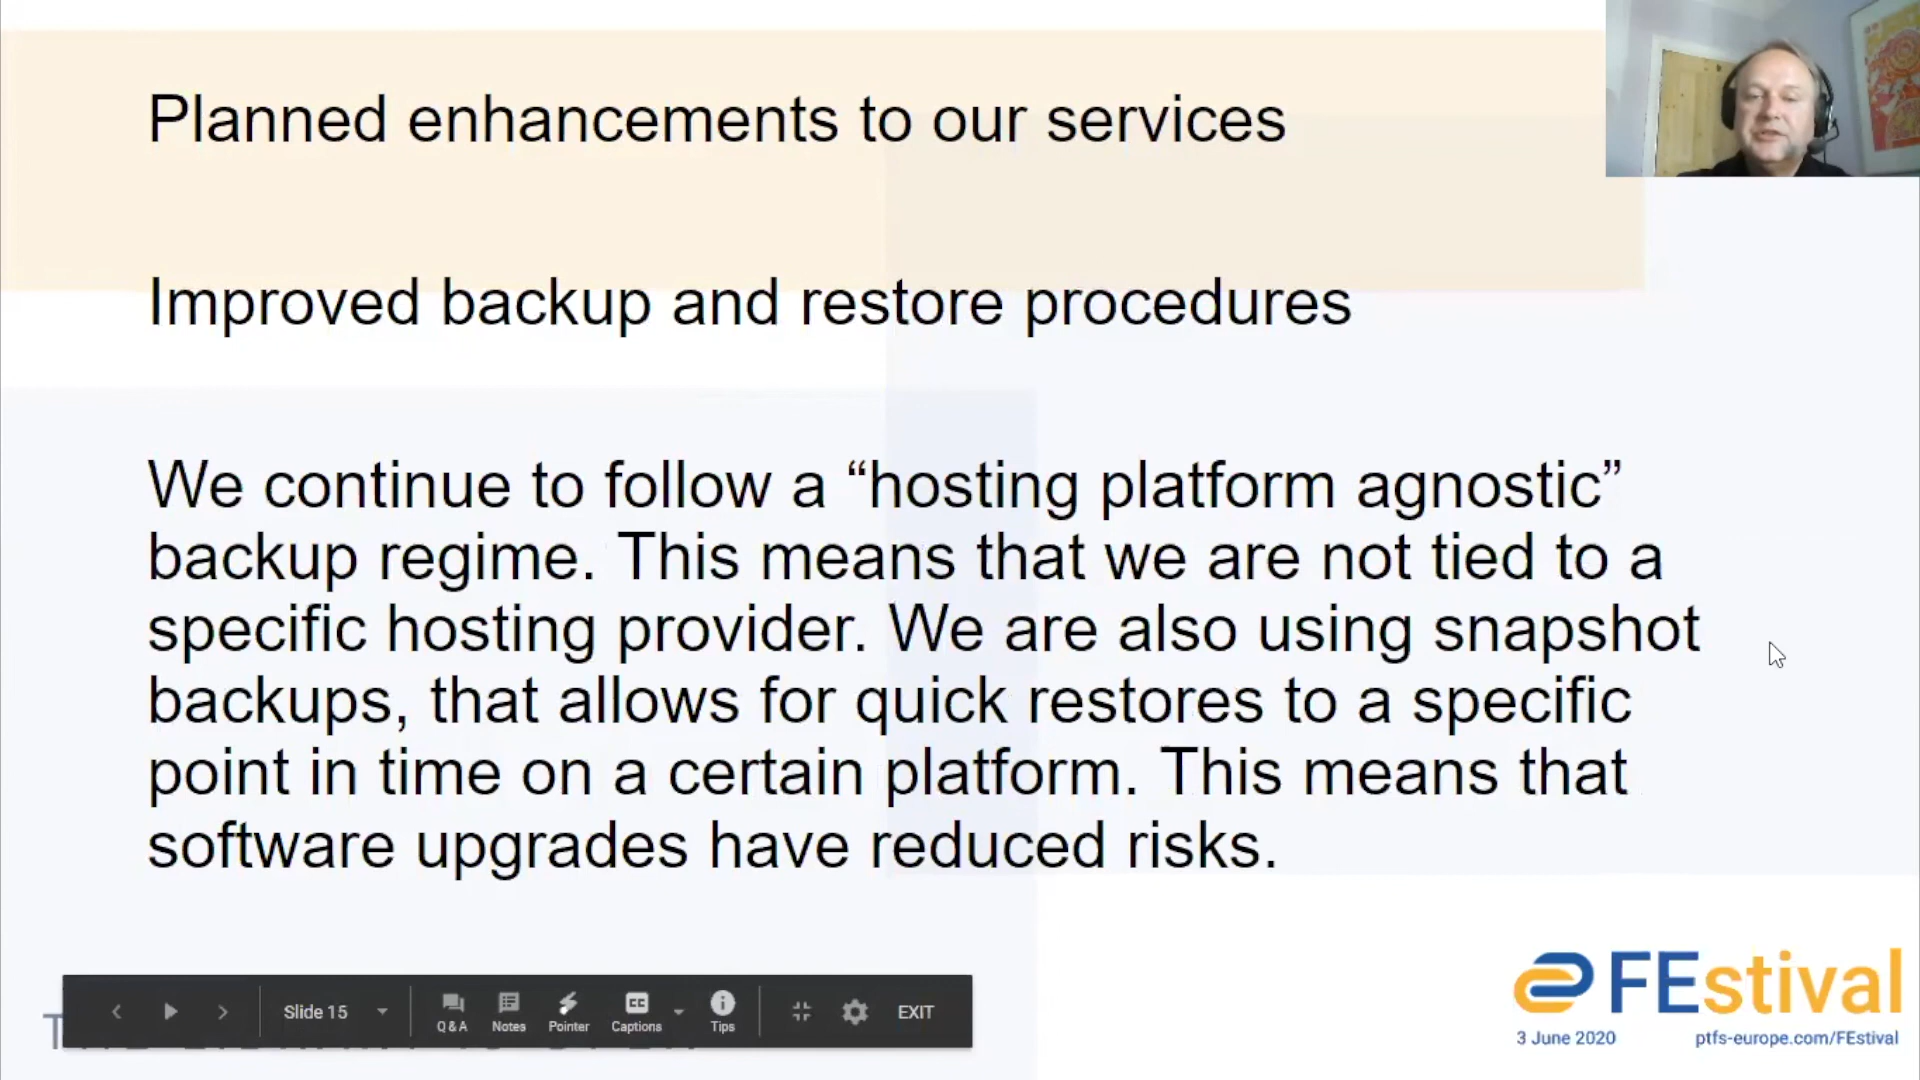 Planned enhancements to our services
Improved backup and restore procedures
We continue to follow a “hosting platform agnostic”
backup regime. This means that we are not tied to a
specific hosting provider. We are also using snapshot
backups, that allows for quick restores to a specific
point in time on a certain platform. This means that
software upgrades have reduced risks.
Slide 15
Q & A
Notes
Pointer
CC
Captions
Tips
EXIT
FEstival
3 June 2020
ptfs-europe.com/FEstival